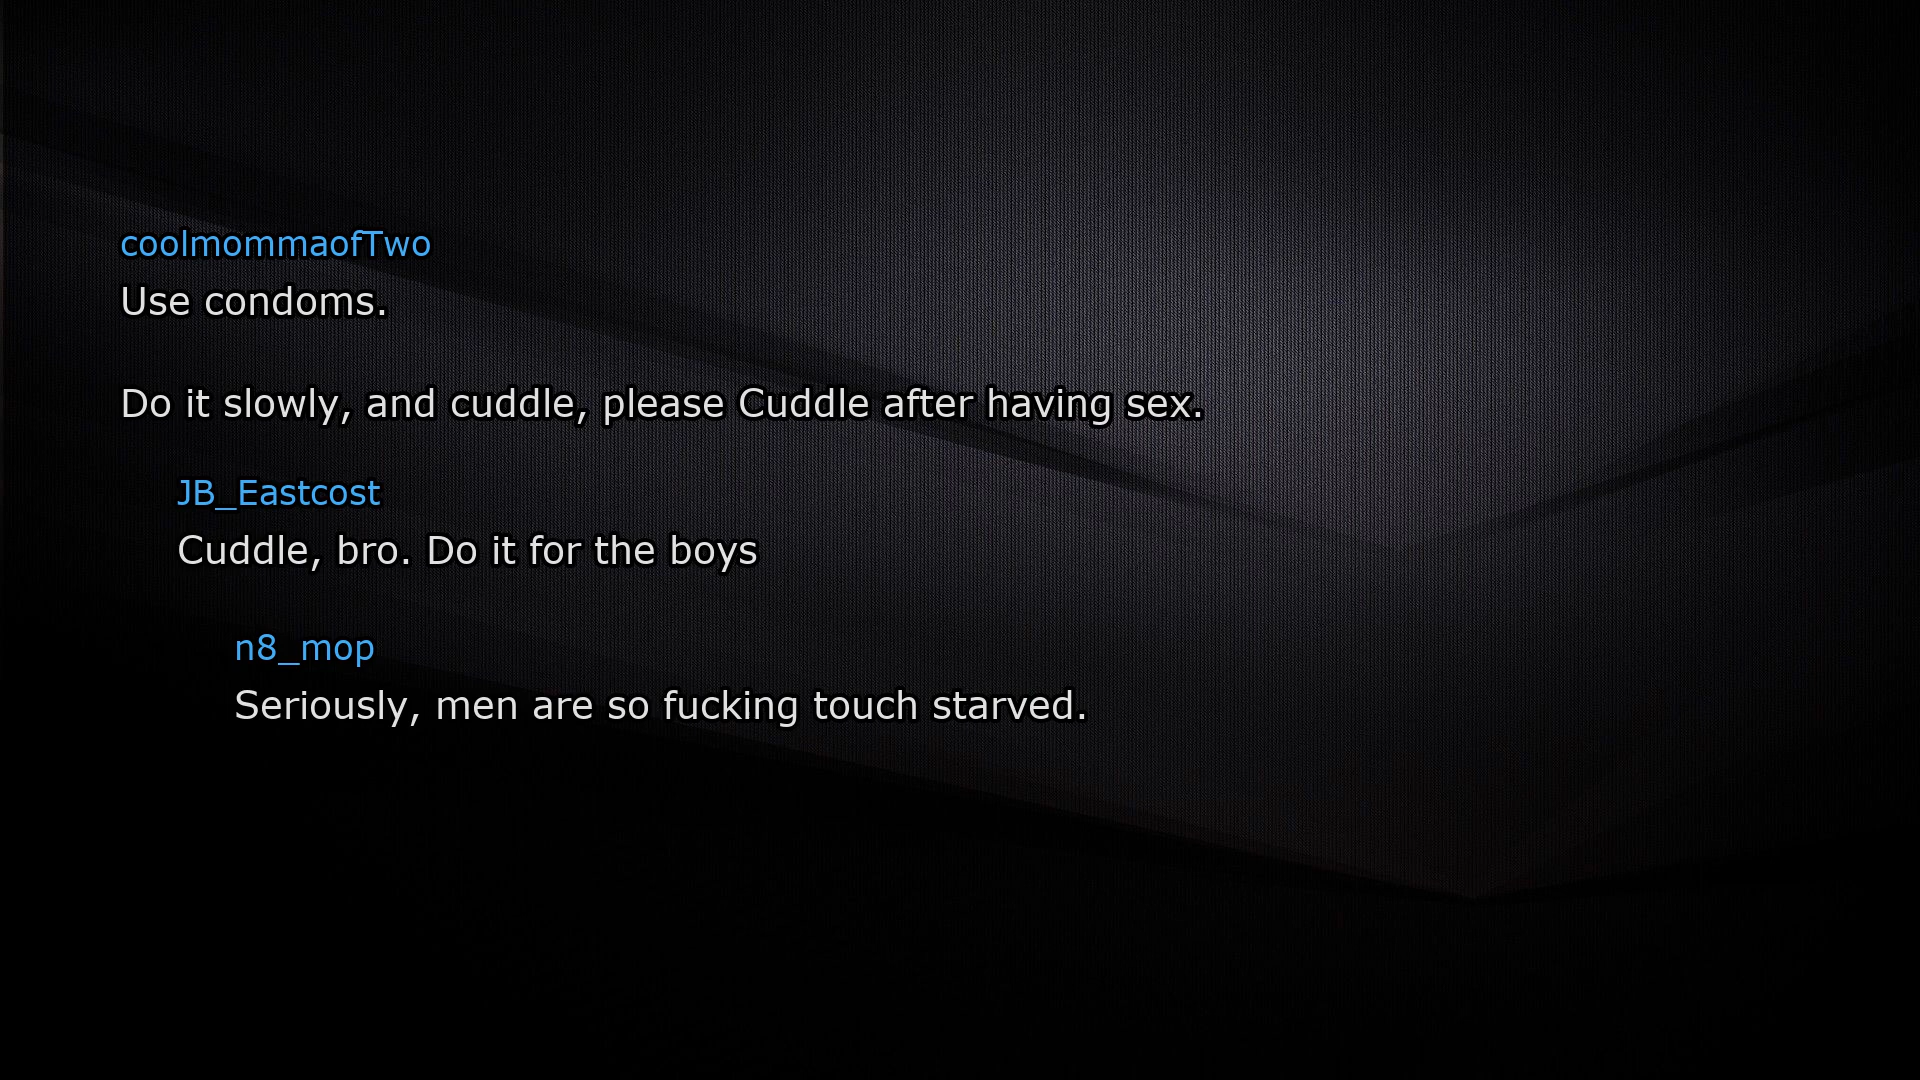 coolmommaofTwo
Use condoms.
Do it slowly, and cuddle, please Cuddle after having sex.
JB_Eastcost
Cuddle, bro. Do it for the boys
n8_mop
Seriously, men are so fucking touch starved.